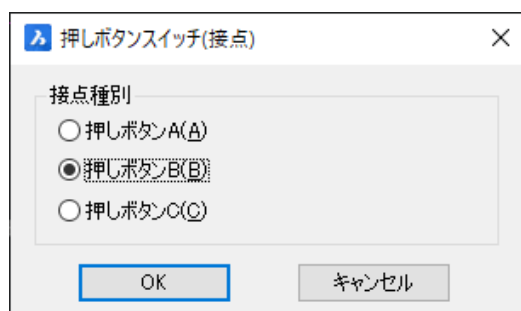 押しボタンスイッチ(接点)
接点種別
押しボタンA(A)
押しボタンB(B)
押しボタンC(C)
OK キャンセル